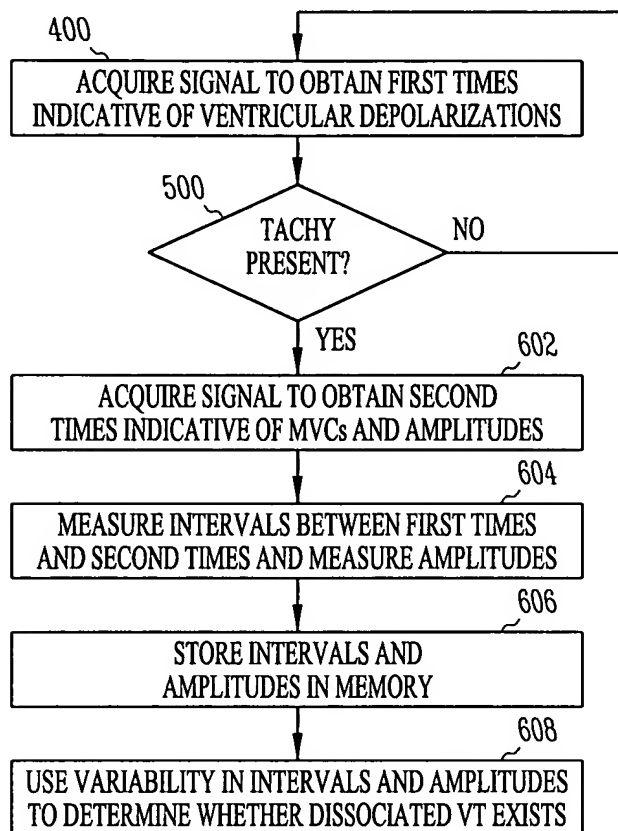 400
ACQUIRE SIGNAL TO OBTAIN FIRST TIMES
INDICATIVE OF VENTRICULAR DEPOLARIZATIONS
500
TACHY
PRESENT?
NO
YES
602
ACQUIRE SIGNAL TO OBTAIN SECOND
TIMES INDICATIVE OF MVCs AND AMPLITUDES
604
MEASURE INTERVALS BETWEEN FIRST TIMES
AND SECOND TIMES AND MEASURE AMPLITUDES
606
STORE INTERVALS AND
AMPLITUDES IN MEMORY
608
USE VARIABILITY IN INTERVALS AND AMPLITUDES
TO DETERMINE WHETHER DISSOCIATED VT EXISTS